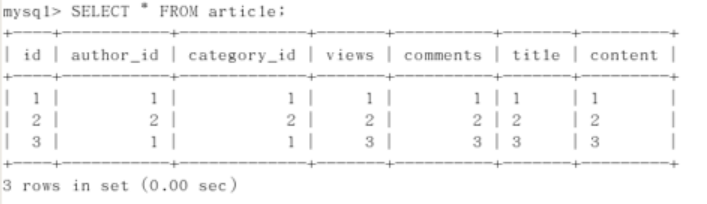 mysql> SELECT * FROM article;
+----+-----------+-------------+-------+----------+-------+---------+
| id | author_id | category_id | views | comments | title | content |
+----+-----------+-------------+-------+----------+-------+---------+
| 1 | 1 | 1 | 1 | 1 | 1 | 1 |
| 2 | 2 | 2 | 2 | 2 | 2 | 2 |
| 3 | 1 | 1 | 3 | 3 | 3 | 3 |
+----+-----------+-------------+-------+----------+-------+---------+
3 rows in set (0.00 sec)